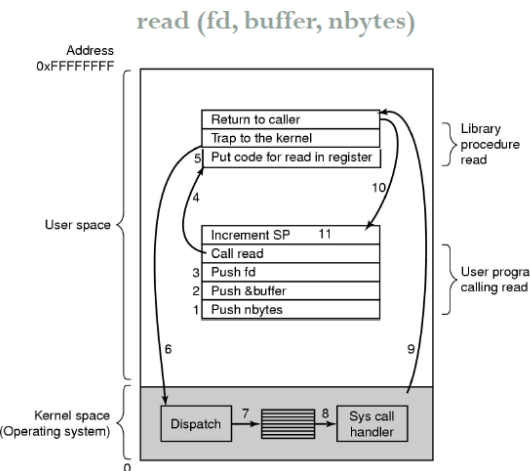 read (fd, buffer, nbytes)
Address
0xFFFFFFFF
Return to caller
Trap to the kernel
5 Put code for read in register
Library
procedure
read
4
10
User space
Increment SP 11
Call read
3 Push fd
2 Push &buffer
1 Push nbytes
User progra
calling read
6
9
Kernel space
(Operating system)
Dispatch
7
8
Sys call
handler
0